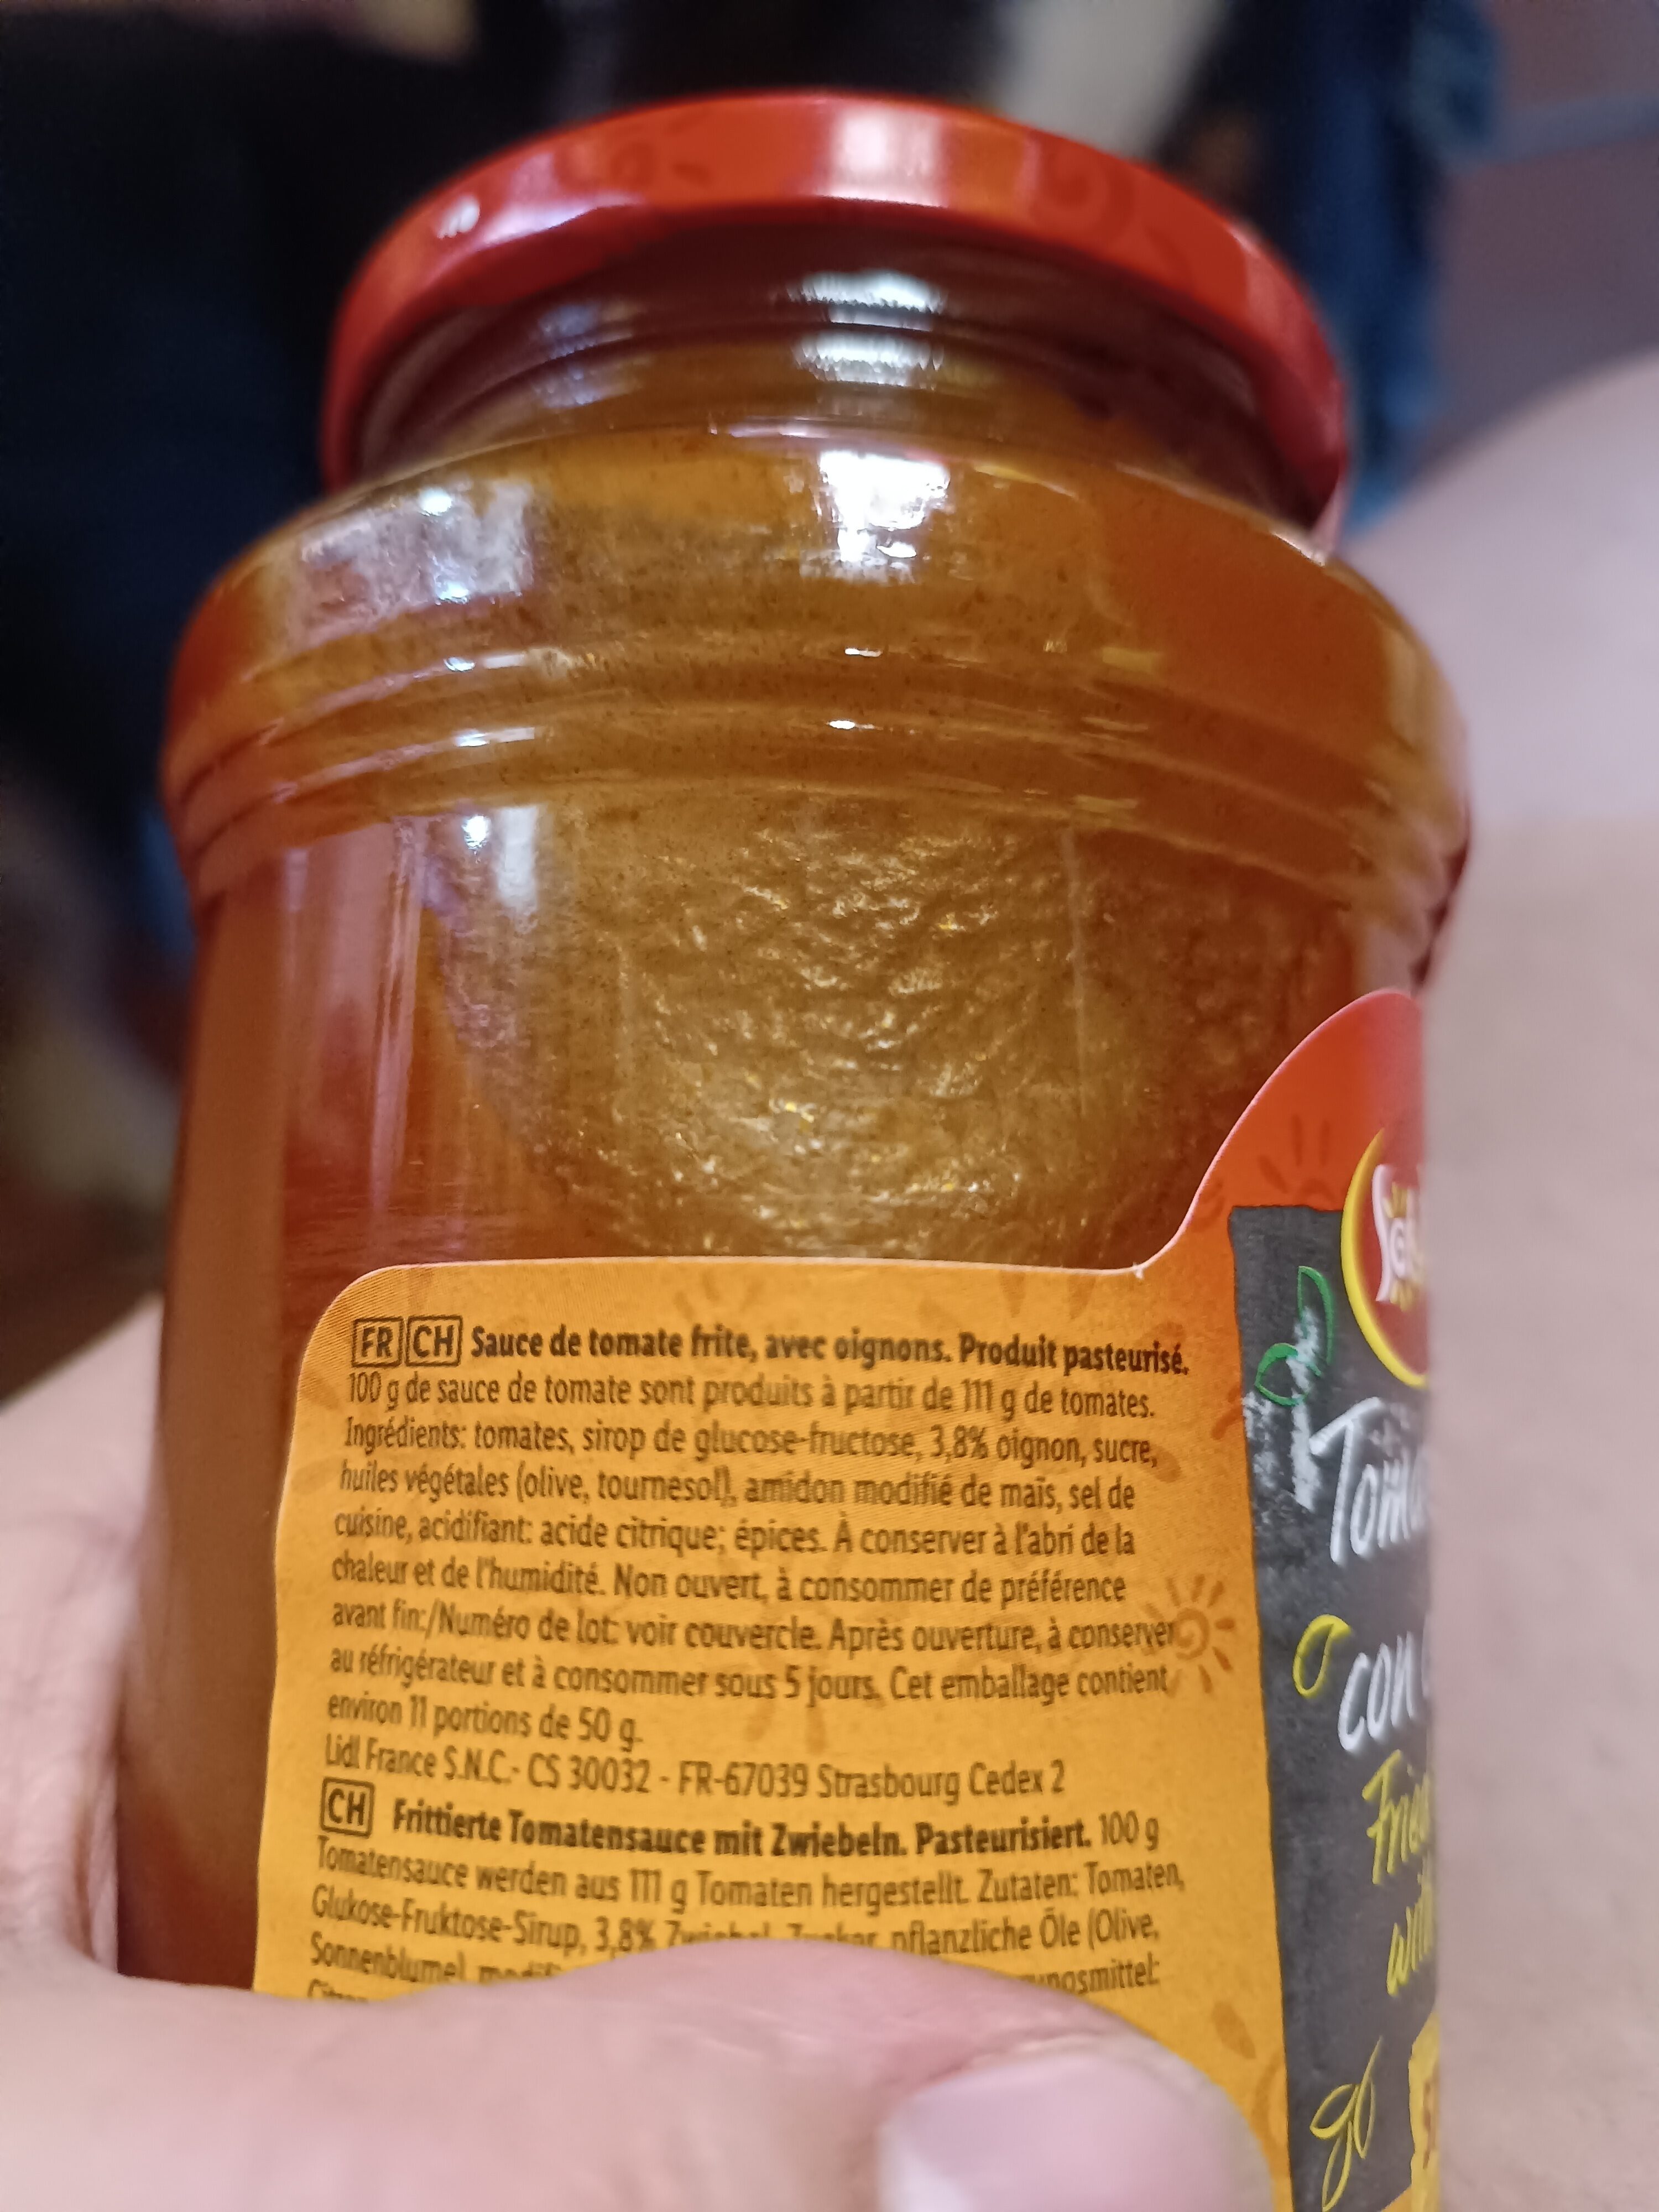 FR CH Sauce de tomate frite, avec oignons. Produit pasteurisé.
100 g de sauce de tomate sont produits à partir de 111 g de tomates.
Ingrédients: tomates, sirop de glucose-fructose, 3,8% oignon, sucre,
huiles végétales (olive, tournesol), amidon modifié de maïs, sel de
cuisine, acidifiant: acide citrique; épices. À conserver à l'abri de la
chaleur et de l'humidité. Non ouvert, à consommer de préférence
avant fin:/Numéro de lot: voir couvercle. Après ouverture, à conserver
au réfrigérateur et à consommer sous 5 jours. Cet emballage contient
environ 11 portions de 50 g.
Lidl France S.N.C.- CS 30032 - FR-67039 Strasbourg Cedex 2
CH Frittierte Tomatensauce mit Zwiebeln. Pasteurisiert. 100 g
Tomatensauce werden aus 111 g Tomaten hergestellt. Zutaten: Tomaten,
Glukose-Fruktose-Sirup, 3,8% pflanzliche Öle (Olive,
Sonnenblume)
con